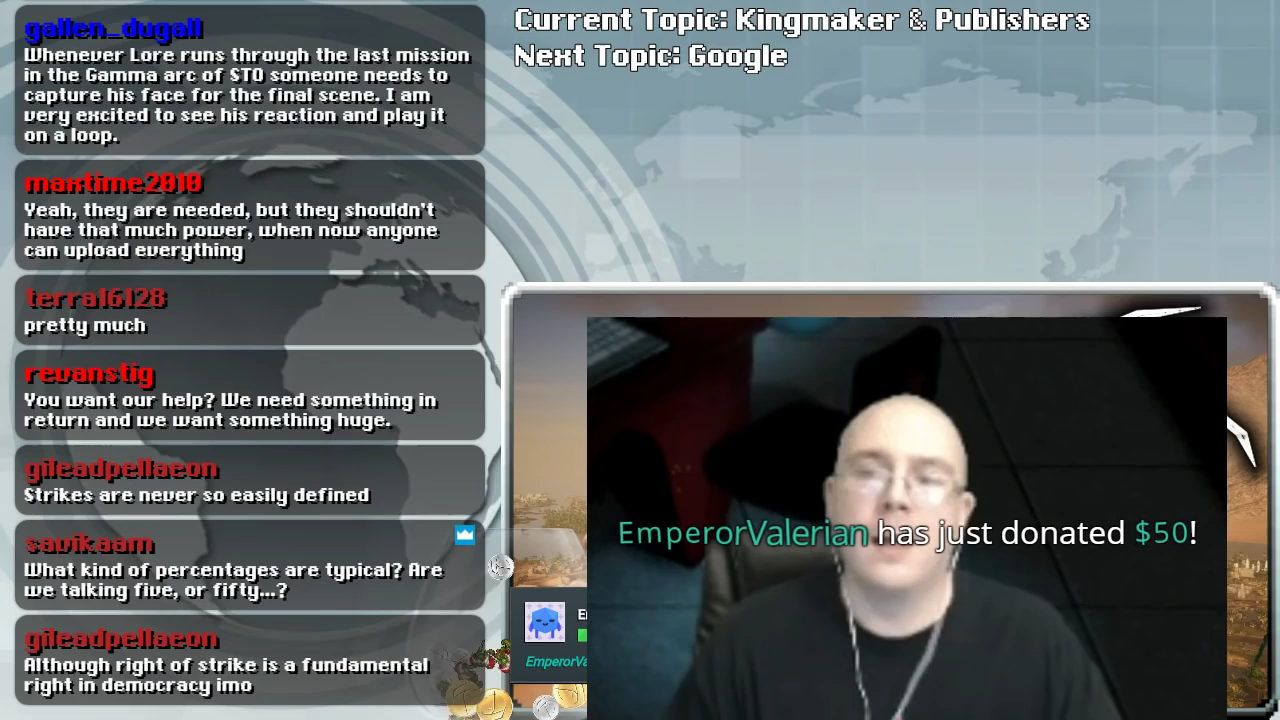 gallen_dugall
Whenever Lore runs through the last mission
in the Gamma arc of STO someone needs to
capture his face for the final scene. I am
very excited to see his reaction and play it
on a loop.
maxtime2010
Yeah, they are needed, but they shouldn't
have that much power, when now anyone
can upload everything
terra16128
pretty much
revanstig
You want our help? We need something in
return and we want something huge.
gileadpellaeon
Strikes are never so easily defined
savikaam
What kind of percentages are typical? Are
we talking five, or fifty...?
gileadpellaeon
Although right of strike is a fundamental
right in democracy imo
Current Topic: Kingmaker & Publishers
Next Topic: Google
EmperorValerian has just donated $50!